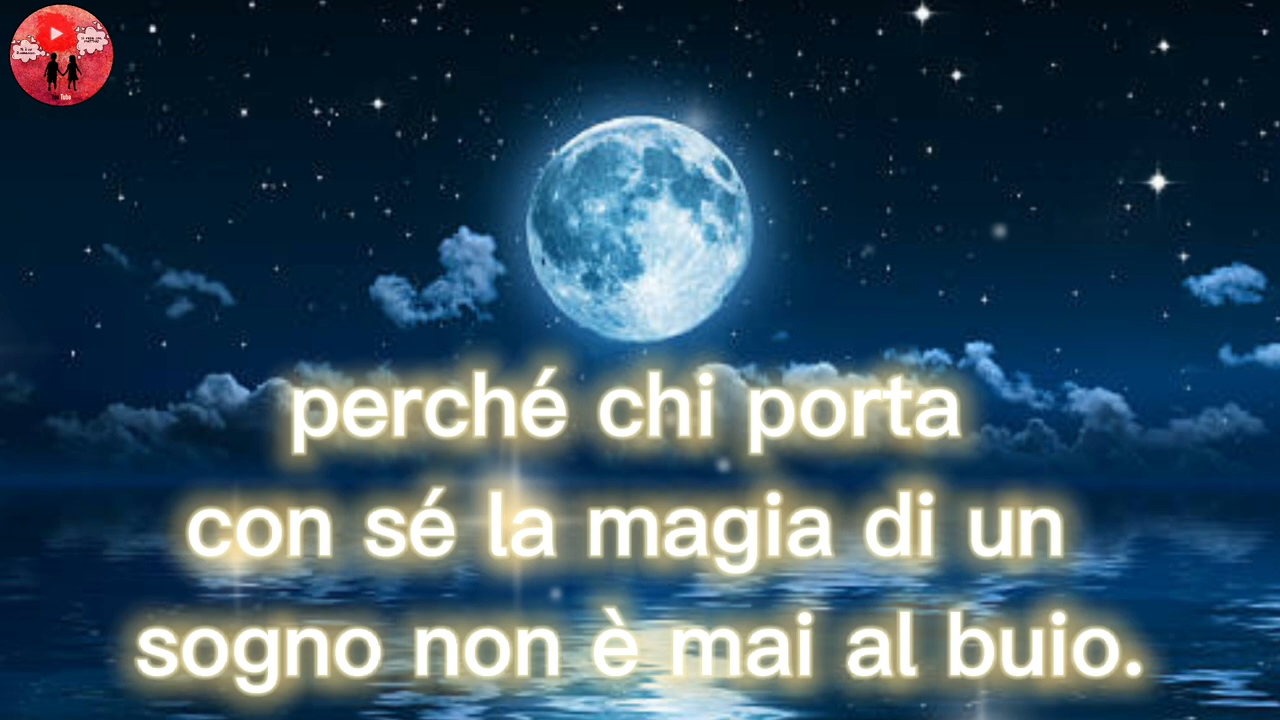 perché chi porta
con sé la magia di un
sogno non è mai al buio.